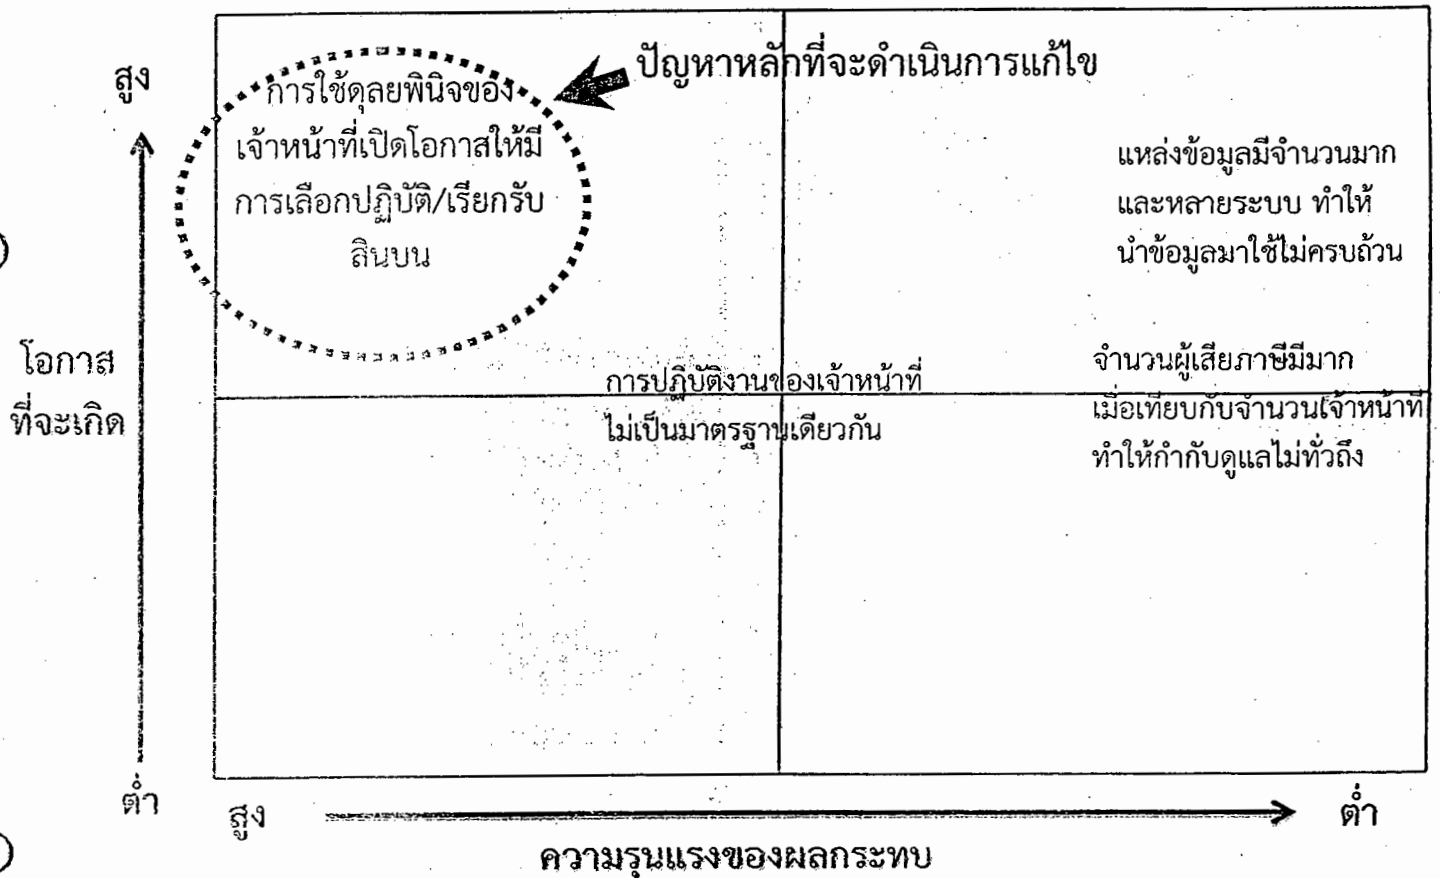 ปัญหาหลักที่จะดำเนินการแก้ไข
สูง
การใช้ดุลยพินิจของ
เจ้าหน้าที่เปิดโอกาสให้มี
การเลือกปฏิบัติ/เรียกรับ
สินบน
แหล่งข้อมูลมีจำนวนมาก
และหลายระบบ ทำให้
นำข้อมูลมาใช้ไม่ครบถ้วน
โอกาส
ที่จะเกิด
การปฏิบัติงานของเจ้าหน้าที่
ไม่เป็นมาตรฐานเดียวกัน
จำนวนผู้เสียภาษีมีมาก
เมื่อเทียบกับจำนวนเจ้าหน้าที่
ทำให้กำกับดูแลไม่ทั่วถึง
ต่ำ
สูง
ต่ำ
ความรุนแรงของผลกระทบ